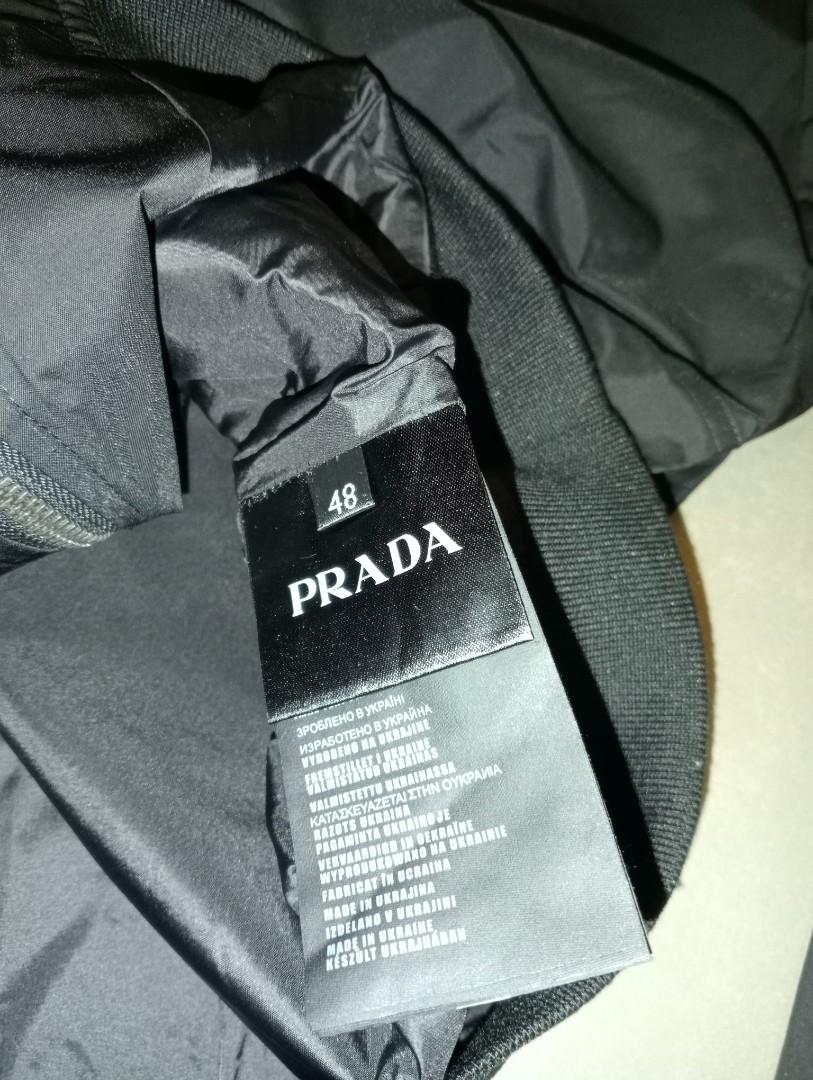 48
PRADA
ЗРОБЛЕНО В УКРАЇНІ
ИЗРАБОТЕНО В УКРАЙНА
VYROBENO NA UKRAJINE
FREMSTILLET I UKRAINE
VALMISTATUD UKRAINAS
VALMISTETTU UKRAINASSA
ΚΑΤΑΣΚΕΥΑΖΕΤΑΙ ΣΤΗΝ ΟΥΚΡΑΝΙΑ
RAZOTS UKRAINA
PAGAMINTA UKRAINOJE
VERVAARDIGD IN OEKRAÏNE
WYPRODUKOWANO NA UKRAINIE
FABRICAT ÎN UCRAINA
MADE IN UKRAJINA
IZDELANO V UKRAJINI
MADE IN UKRAINE
KÉSZÜLT UKRAJNÁBAN